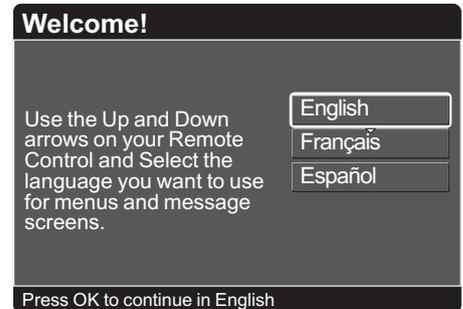 Welcome!
Use the Up and Down
arrows on your Remote
Control and Select the
language you want to use
for menus and message
screens.
English
Français
Español
Press OK to continue in English